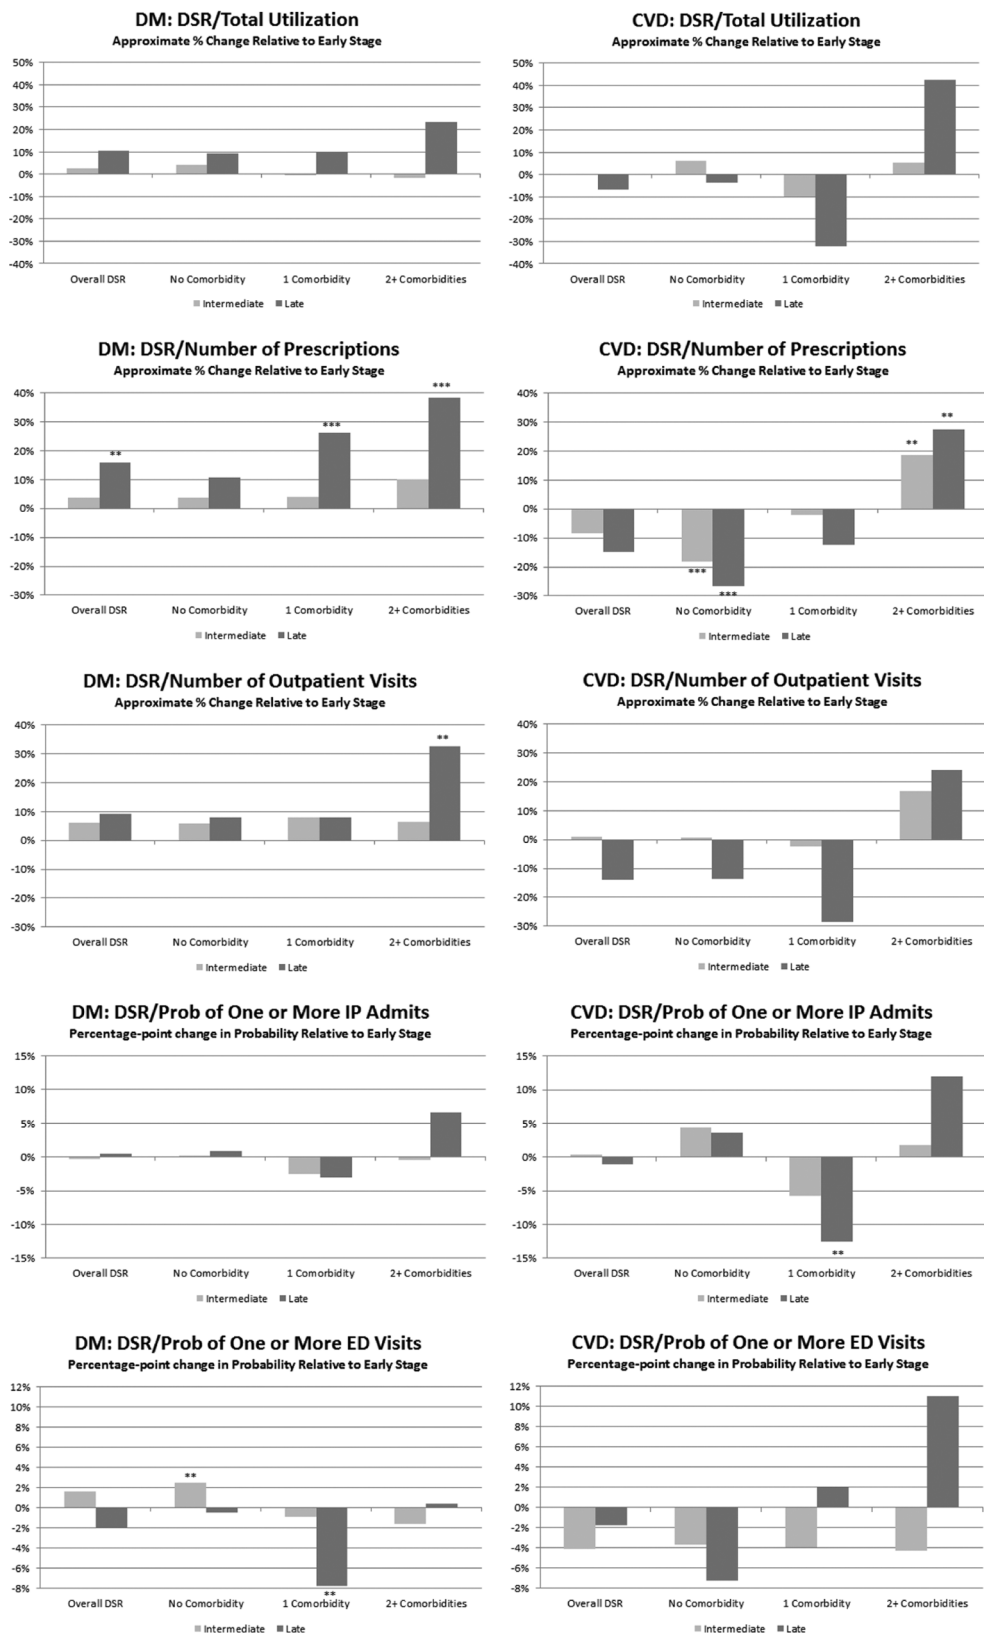 DM: DSR/Total Utilization
Approximate % Change Relative to Early Stage
50%
40%
30%
20%
10%
0%
-10%
-20%
-30%
-40%
Overall DSR No Comorbidity 1 Comorbidity 2+ Comorbidities
Intermediate Late
CVD: DSR/Total Utilization
Approximate % Change Relative to Early Stage
50%
40%
30%
20%
10%
0%
-10%
-20%
-30%
-40%
Overall DSR No Comorbidity 1 Comorbidity 2+ Comorbidities
Intermediate Late
DM: DSR/Number of Prescriptions
Approximate % Change Relative to Early Stage
40%
30%
20%
10%
0%
-10%
-20%
-30%
** *** ***
Overall DSR No Comorbidity 1 Comorbidity 2+ Comorbidities
Intermediate Late
CVD: DSR/Number of Prescriptions
Approximate % Change Relative to Early Stage
40%
30%
20%
10%
0%
-10%
-20%
-30%
*** *** ** **
Overall DSR No Comorbidity 1 Comorbidity 2+ Comorbidities
Intermediate Late
DM: DSR/Number of Outpatient Visits
Approximate % Change Relative to Early Stage
40%
30%
20%
10%
0%
-10%
-20%
-30%
**
Overall DSR No Comorbidity 1 Comorbidity 2+ Comorbidities
Intermediate Late
CVD: DSR/Number of Outpatient Visits
Approximate % Change Relative to Early Stage
40%
30%
20%
10%
0%
-10%
-20%
-30%
Overall DSR No Comorbidity 1 Comorbidity 2+ Comorbidities
Intermediate Late
DM: DSR/Prob of One or More IP Admits
Percentage-point change in Probability Relative to Early Stage
15%
10%
5%
0%
-5%
-10%
-15%
Overall DSR No Comorbidity 1 Comorbidity 2+ Comorbidities
Intermediate Late
CVD: DSR/Prob of One or More IP Admits
Percentage-point change in Probability Relative to Early Stage
15%
10%
5%
0%
-5%
-10%
-15%
**
Overall DSR No Comorbidity 1 Comorbidity 2+ Comorbidities
Intermediate Late
DM: DSR/Prob of One or More ED Visits
Percentage-point change in Probability Relative to Early Stage
12%
10%
8%
6%
4%
2%
0%
-2%
-4%
-6%
-8%
** **
Overall DSR No Comorbidity 1 Comorbidity 2+ Comorbidities
Intermediate Late
CVD: DSR/Prob of One or More ED Visits
Percentage-point change in Probability Relative to Early Stage
12%
10%
8%
6%
4%
2%
0%
-2%
-4%
-6%
-8%
Overall DSR No Comorbidity 1 Comorbidity 2+ Comorbidities
Intermediate Late